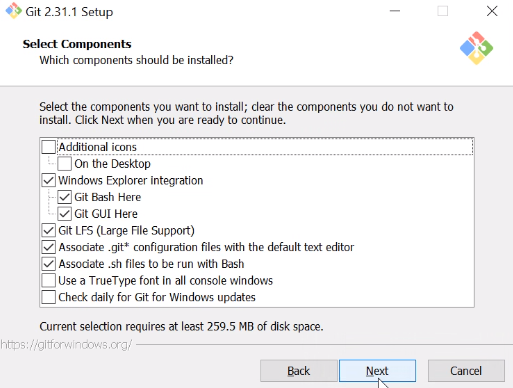 Git 2.31.1 Setup
Select Components
Which components should be installed?
Select the components you want to install; clear the components you do not want to
install. Click Next when you are ready to continue.
Additional icons
On the Desktop
Windows Explorer integration
Git Bash Here
Git GUI Here
Git LFS (Large File Support)
Associate .git* configuration files with the default text editor
Associate .sh files to be run with Bash
Use a TrueType font in all console windows
Check daily for Git for Windows updates
Current selection requires at least 259.5 MB of disk space.
https://gitforwindows.org/
Back
Next
Cancel